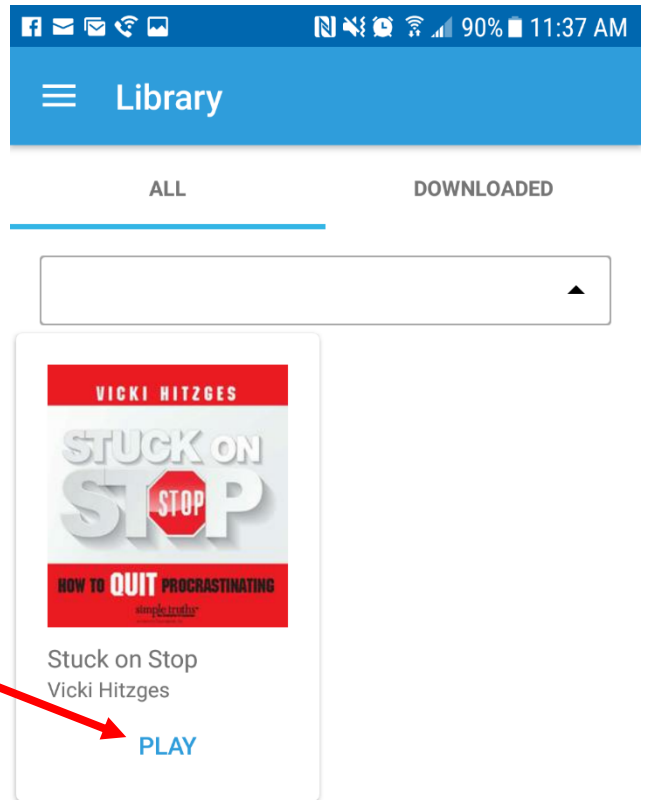 90% 11:37 AM
Library
ALL DOWNLOADED
VICKI HITZGES
STUCK ON
STOP
STOP
HOW TO QUIT PROCRASTINATING
simple truths
Stuck on Stop
Vicki Hitzges
PLAY